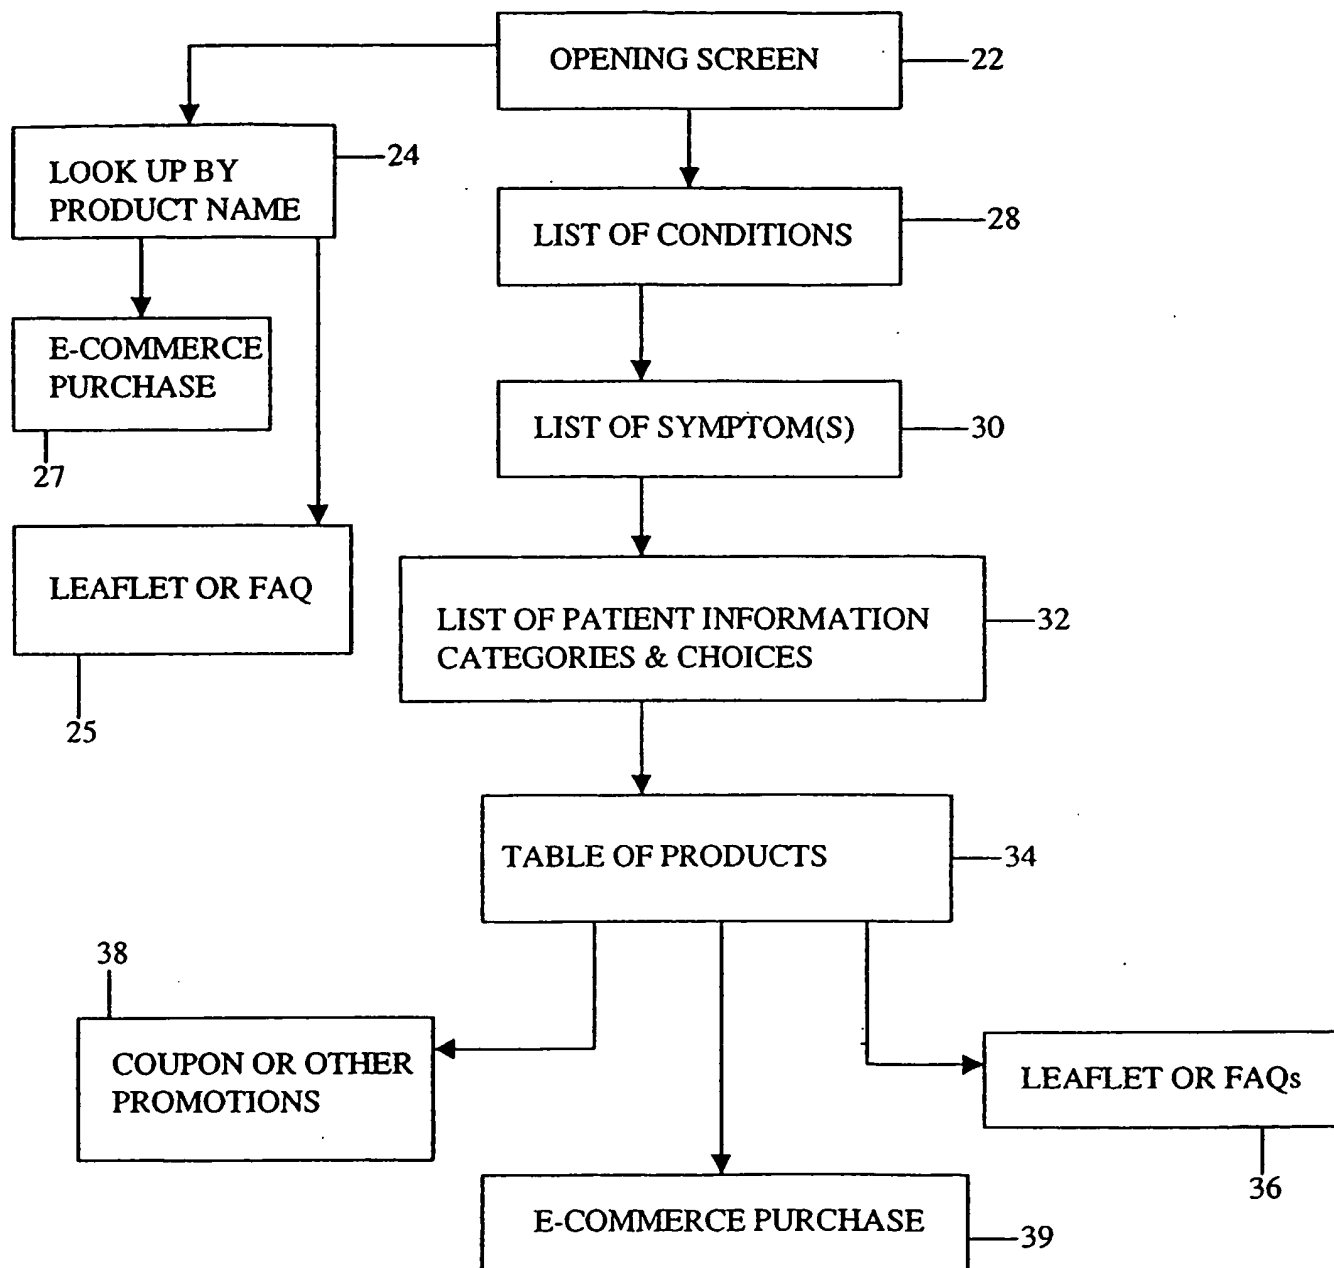 OPENING SCREEN
22
LOOK UP BY
PRODUCT NAME
24
LIST OF CONDITIONS
28
E-COMMERCE
PURCHASE
27
LIST OF SYMPTOM(S)
30
LEAFLET OR FAQ
25
LIST OF PATIENT INFORMATION
CATEGORIES & CHOICES
32
TABLE OF PRODUCTS
34
38
COUPON OR OTHER
PROMOTIONS
LEAFLET OR FAQs
36
E-COMMERCE PURCHASE
39